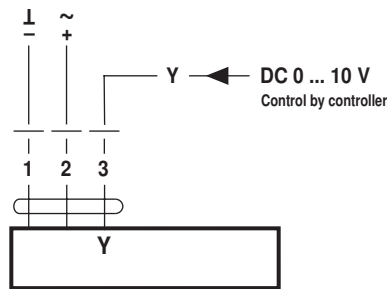 ⊥ ~
− +
Y DC 0 ... 10 V
Control by controller
1 2 3
Y